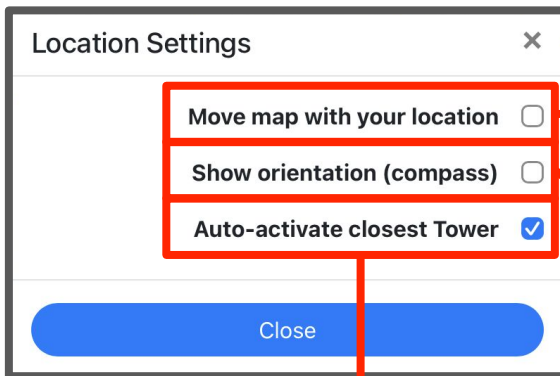 Location Settings ×
Move map with your location
Show orientation (compass)
Auto-activate closest Tower
Close